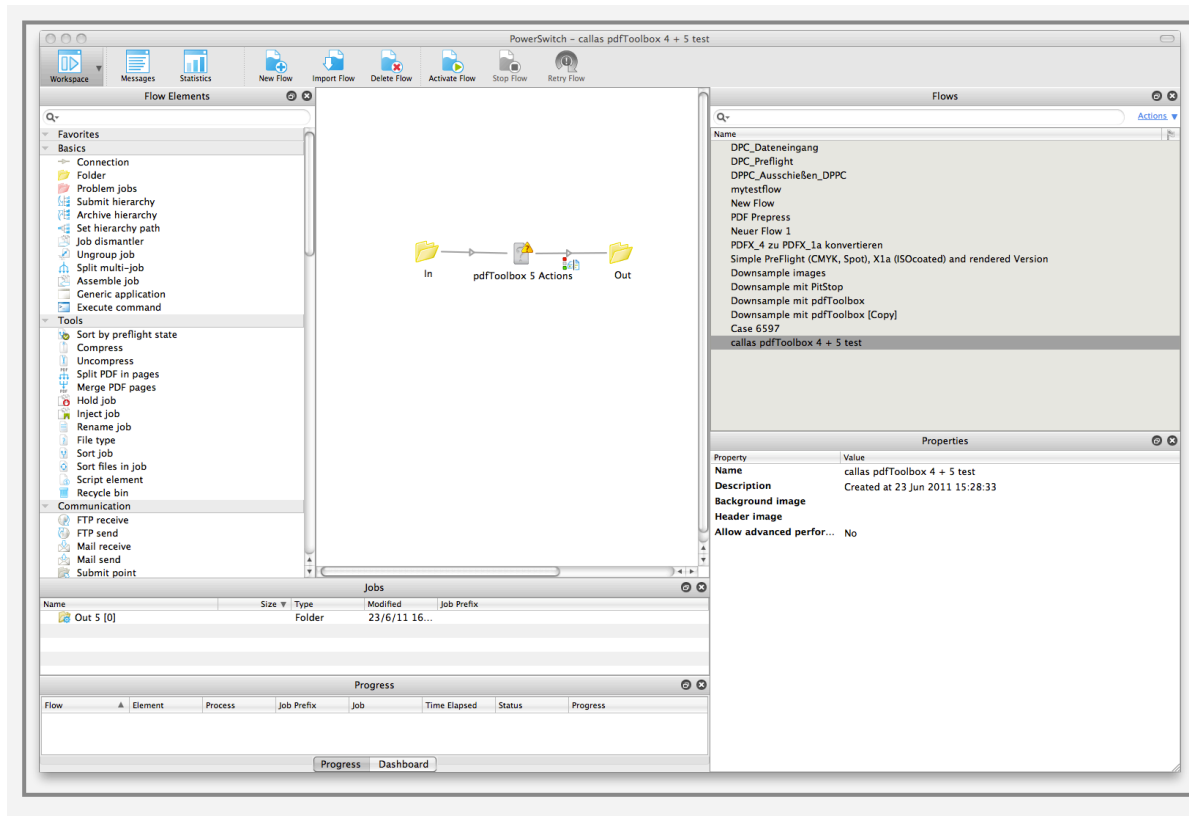 PowerSwitch – callas pdfToolbox 4 + 5 test
Workspace
Messages
Statistics
New Flow
Import Flow
Delete Flow
Activate Flow
Stop Flow
Retry Flow
Flow Elements
Favorites
Basics
Connection
Folder
Problem jobs
Submit hierarchy
Archive hierarchy
Set hierarchy path
Job dismantler
Ungroup job
Split multi-job
Assemble job
Generic application
Execute command
Tools
Sort by preflight state
Compress
Uncompress
Split PDF in pages
Merge PDF pages
Hold job
Inject job
Rename job
File type
Sort job
Sort files in job
Script element
Recycle bin
Communication
FTP receive
FTP send
Mail receive
Mail send
Submit point
In
pdfToolbox 5 Actions
Out
Flows
Actions
Name
DPC_Dateneingang
DPC_Preflight
DPPC_Ausschießen_DPPC
mytestflow
New Flow
PDF Prepress
Neuer Flow 1
PDFX_4 zu PDFX_1a konvertieren
Simple PreFlight (CMYK, Spot), X1a (ISOcoated) and rendered Version
Downsample images
Downsample mit PitStop
Downsample mit pdfToolbox
Downsample mit pdfToolbox [Copy]
Case 6597
callas pdfToolbox 4 + 5 test
Properties
Property Value
Name callas pdfToolbox 4 + 5 test
Description Created at 23 Jun 2011 15:28:33
Background image
Header image
Allow advanced perfor... No
Jobs
Name Size Type Modified Job Prefix
Out 5 [0] Folder 23/6/11 16...
Progress
Flow Element Process Job Prefix Job Time Elapsed Status Progress
Progress Dashboard